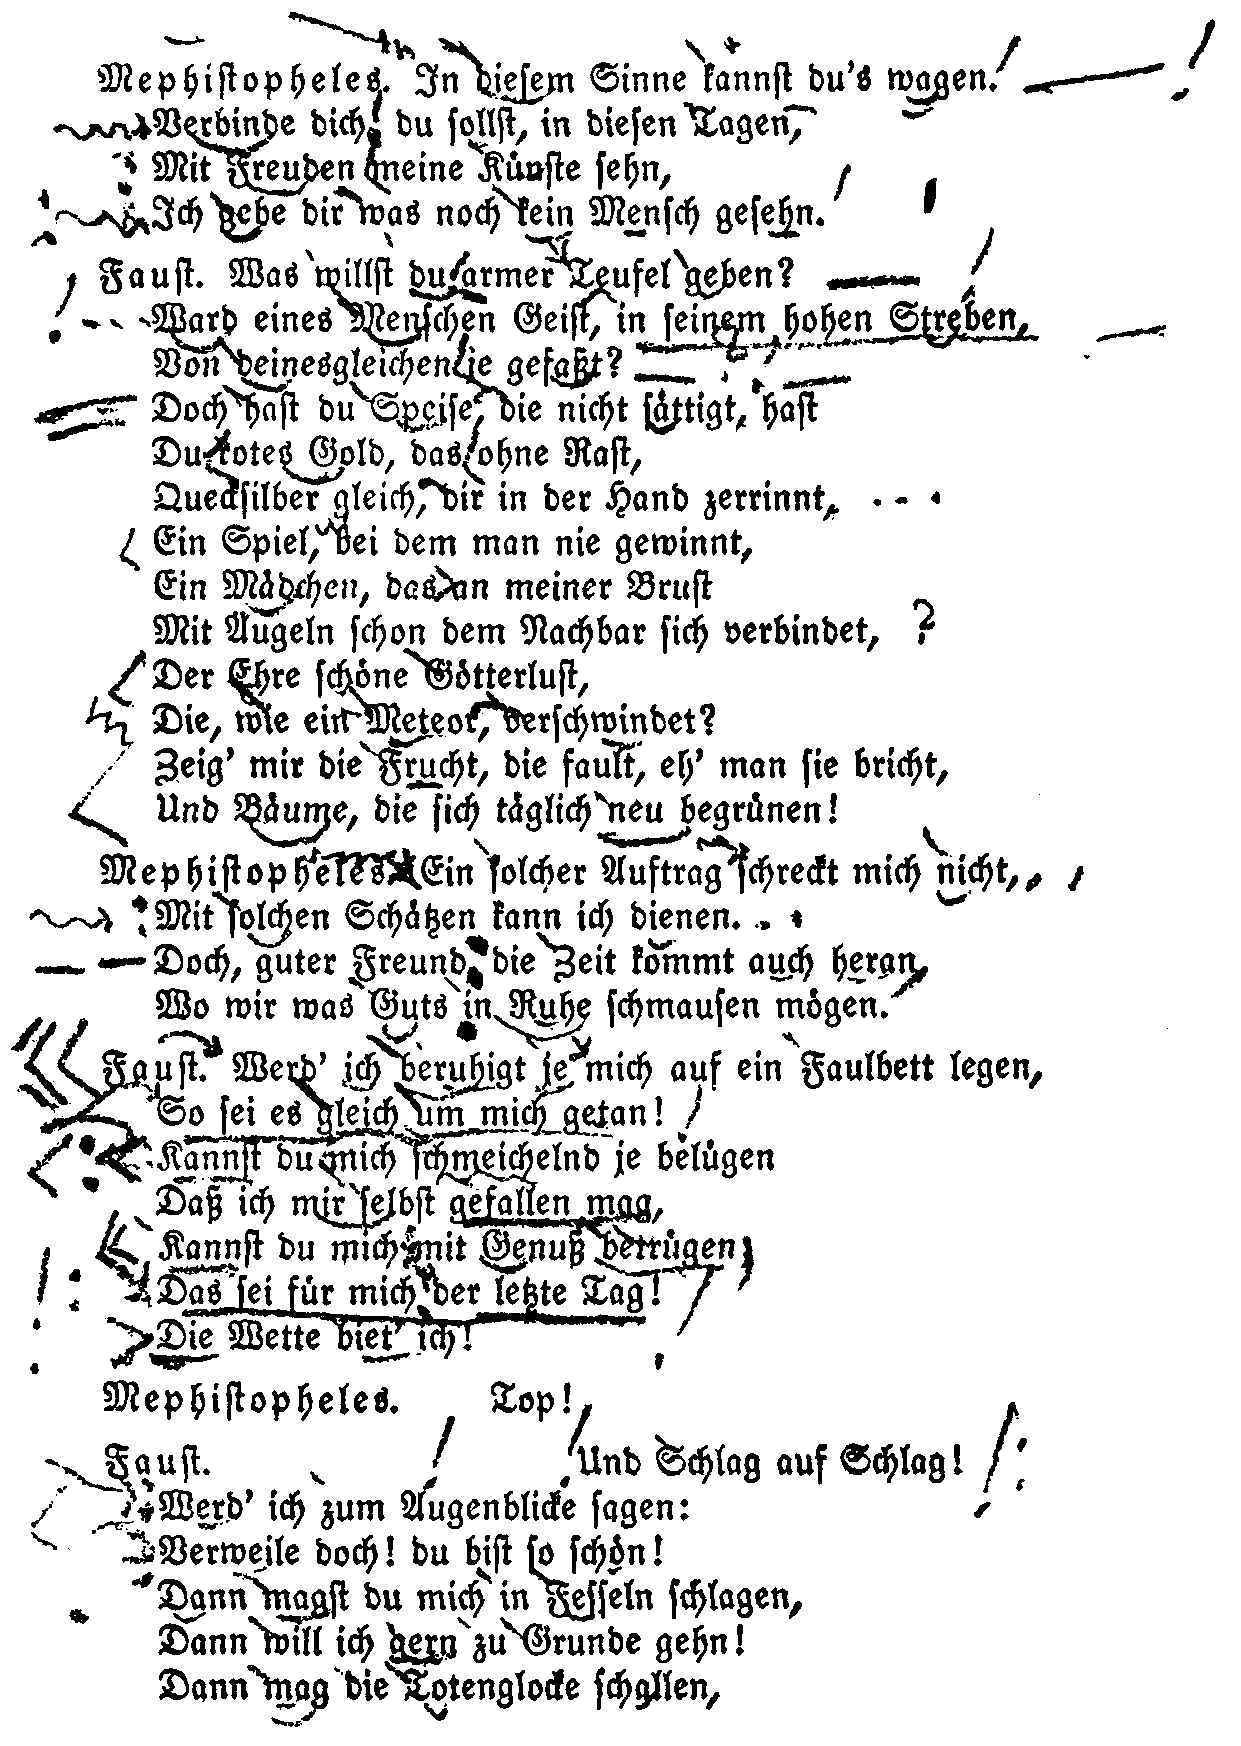 Mephistopheles. In diesem Sinne kannst du's wagen.
Verbinde dich, du sollst, in diesen Tagen,
Mit Freuden meine Künste sehn,
Ich gebe dir was noch kein Mensch gesehn.
Faust. Was willst du armer Teufel geben?
Ward eines Menschen Geist, in seinem hohen Streben,
Von deinesgleichen je gefaßt?
Doch hast du Speise, die nicht sättigt, hast
Du rotes Gold, das ohne Rast,
Quecksilber gleich, dir in der Hand zerrinnt,
Ein Spiel, bei dem man nie gewinnt,
Ein Mädchen, das an meiner Brust
Mit Äugeln schon dem Nachbar sich verbindet,
Der Ehre schöne Götterlust,
Die, wie ein Meteor, verschwindet?
Zeig' mir die Frucht, die fault, eh' man sie bricht,
Und Bäume, die sich täglich neu begrünen!
Mephistopheles. Ein solcher Auftrag schreckt mich nicht,
Mit solchen Schätzen kann ich dienen.
Doch, guter Freund, die Zeit kommt auch heran,
Wo wir was Guts in Ruhe schmausen mögen.
Faust. Werd' ich beruhigt je mich auf ein Faulbett legen,
So sei es gleich um mich getan!
Kannst du mich schmeichelnd je belügen
Daß ich mir selbst gefallen mag,
Kannst du mich mit Genuß betrügen;
Das sei für mich der letzte Tag!
Die Wette biet' ich!
Mephistopheles. Top!
Faust. Und Schlag auf Schlag!
Werd' ich zum Augenblicke sagen:
Verweile doch! du bist so schön!
Dann magst du mich in Fesseln schlagen,
Dann will ich gern zu Grunde gehn!
Dann mag die Totenglocke schallen,